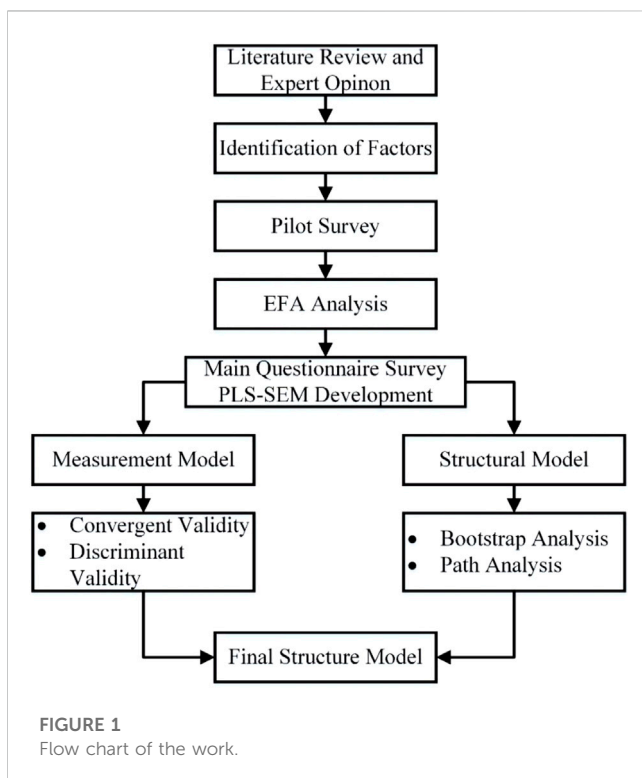 Literature Review and
Expert Opinon
Identification of Factors
Pilot Survey
EFA Analysis
Main Questionnaire Survey
PLS-SEM Development
Measurement Model
Structural Model
• Convergent Validity
• Discriminant
Validity
• Bootstrap Analysis
• Path Analysis
Final Structure Model
FIGURE 1
Flow chart of the work.